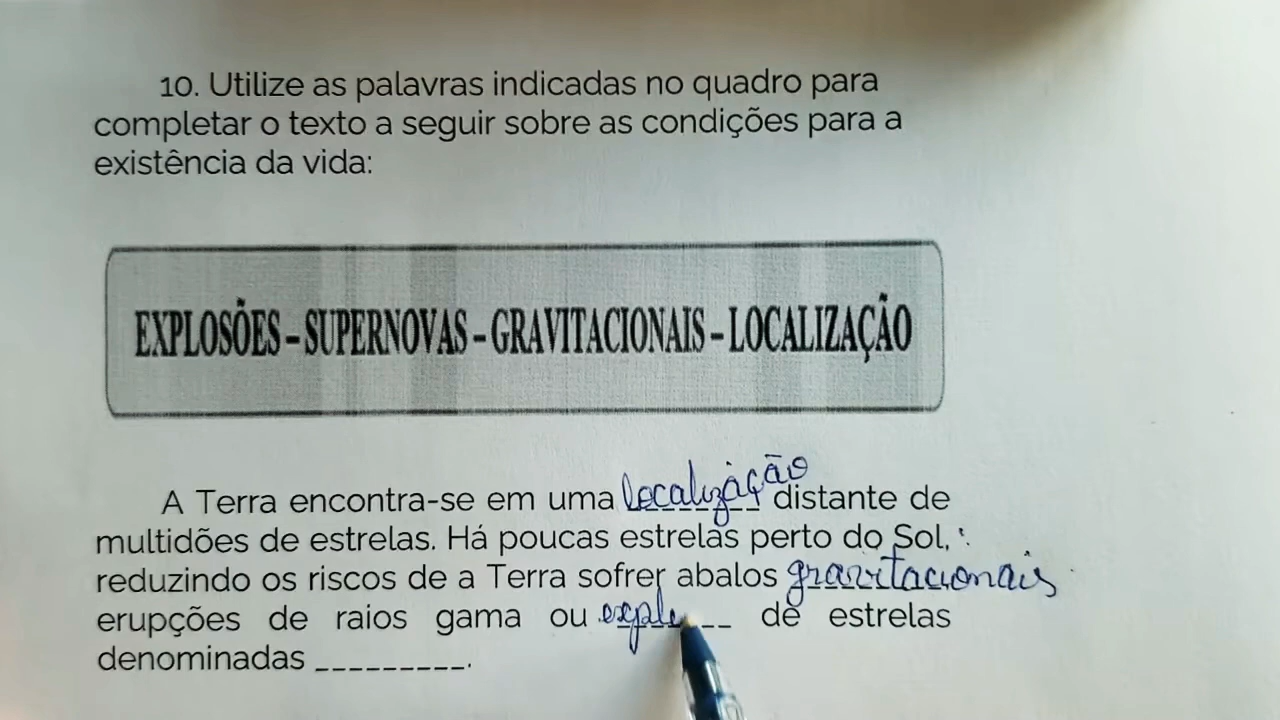 10. Utilize as palavras indicadas no quadro para
completar o texto a seguir sobre as condições para a
existência da vida:
EXPLOSÕES – SUPERNOVAS – GRAVITACIONAIS – LOCALIZAÇÃO
A Terra encontra-se em uma localização distante de
multidões de estrelas. Há poucas estrelas perto do Sol,
reduzindo os riscos de a Terra sofrer abalos gravitacionais
erupções de raios gama ou explo___ de estrelas
denominadas _________.